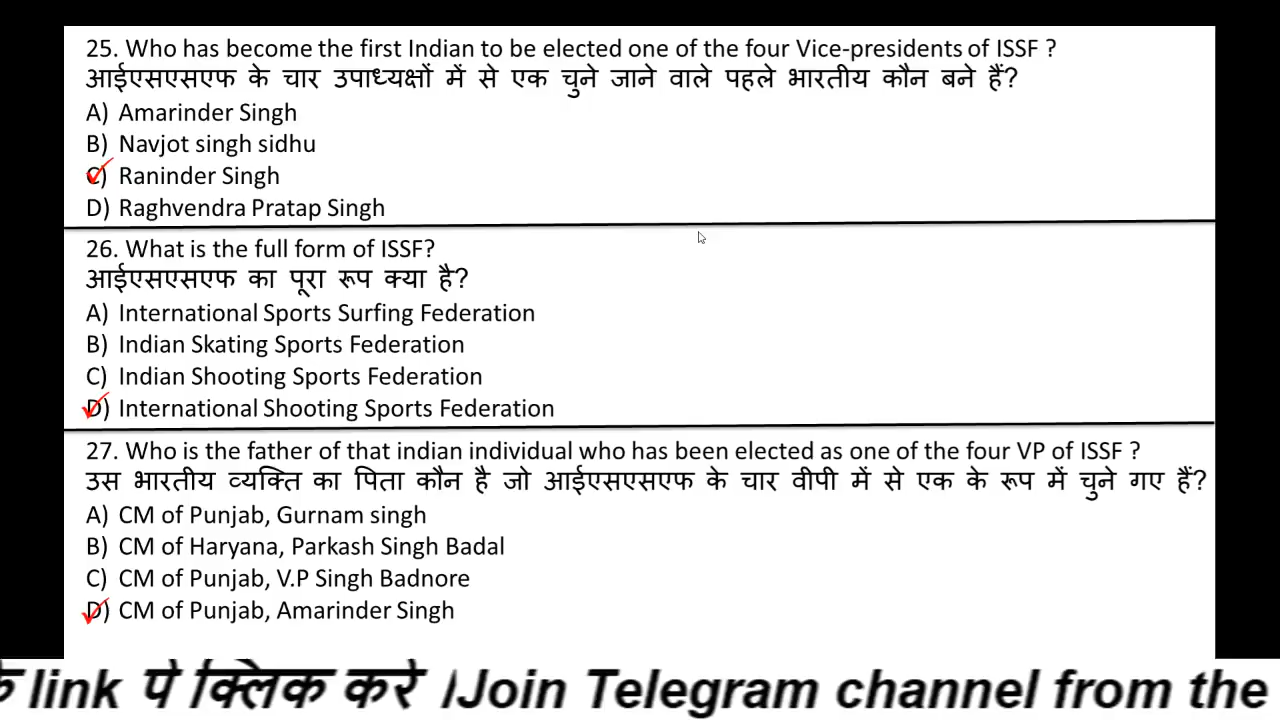 25. Who has become the first Indian to be elected one of the four Vice-presidents of ISSF ?
आईएसएसएफ के चार उपाध्यक्षों में से एक चुने जाने वाले पहले भारतीय कौन बने हैं?
A) Amarinder Singh
B) Navjot singh sidhu
C) Raninder Singh
D) Raghvendra Pratap Singh
26. What is the full form of ISSF?
आईएसएसएफ का पूरा रूप क्या है?
A) International Sports Surfing Federation
B) Indian Skating Sports Federation
C) Indian Shooting Sports Federation
D) International Shooting Sports Federation
27. Who is the father of that indian individual who has been elected as one of the four VP of ISSF ?
उस भारतीय व्यक्ति का पिता कौन है जो आईएसएसएफ के चार वीपी में से एक के रूप में चुने गए हैं?
A) CM of Punjab, Gurnam singh
B) CM of Haryana, Parkash Singh Badal
C) CM of Punjab, V.P Singh Badnore
D) CM of Punjab, Amarinder Singh
link पे क्लिक करे /Join Telegram channel from the